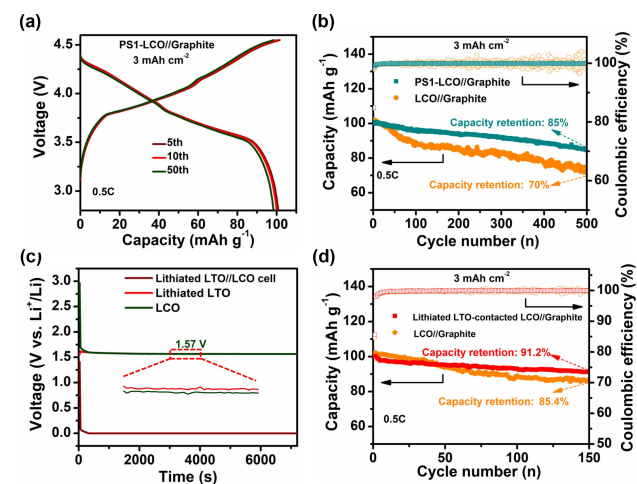 (a)
PS1-LCO//Graphite
3 mAh cm-2
4.5
4.0
3.5
3.0
Voltage (V)
5th
10th
50th
0.5C
0 20 40 60 80 100
Capacity (mAh g-1)
(b)
3 mAh cm-2
PS1-LCO//Graphite
LCO//Graphite
Capacity retention: 85%
Capacity retention: 70%
0.5C
140
120
100
80
60
Capacity (mAh g-1)
100
90
80
70
60
Coulombic efficiency (%)
0 100 200 300 400 500
Cycle number (n)
(c)
Lithiated LTO//LCO cell
Lithiated LTO
LCO
1.57 V
3.0
2.5
2.0
1.5
1.0
0.5
0.0
Voltage (V vs. Li+/Li)
0 2000 4000 6000
Time (s)
(d)
3 mAh cm-2
Lithiated LTO-contacted LCO//Graphite
LCO//Graphite
Capacity retention: 91.2%
Capacity retention: 85.4%
0.5C
140
120
100
80
60
40
Capacity (mAh g-1)
100
90
80
70
60
50
Coulombic efficiency (%)
0 50 100 150
Cycle number (n)